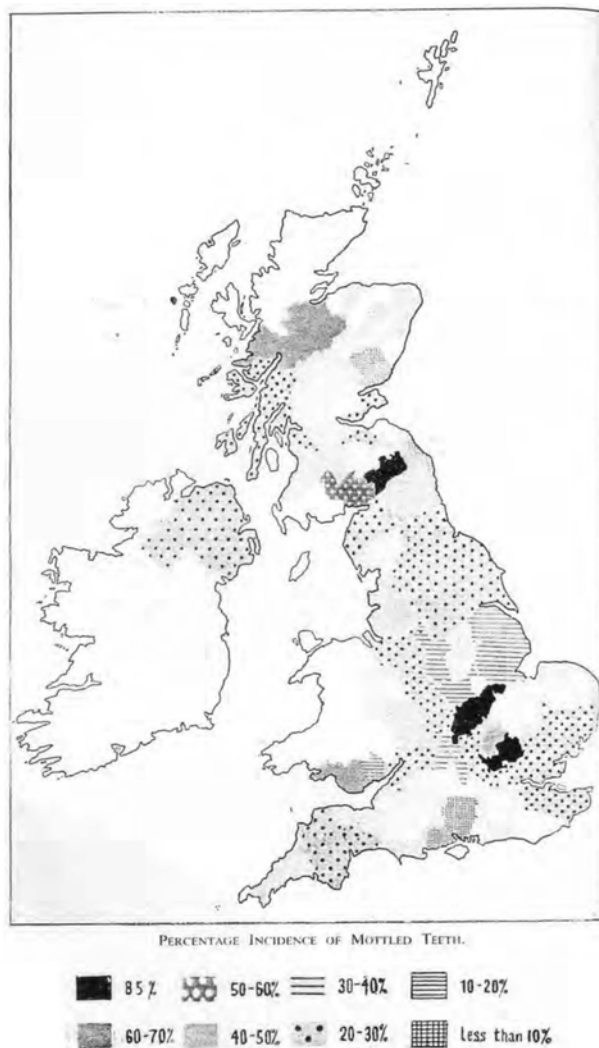 PERCENTAGE INCIDENCE OF MOTTLED TEETH.
85% 50-60% 30-40% 10-20%
60-70% 40-50% 20-30% Less than 10%